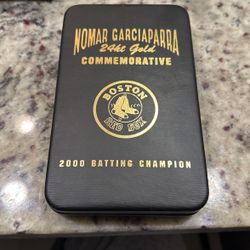 NOMAR GARCIAPARRA
24kt Gold
COMMEMORATIVE
BOSTON
RED SOX
2000 BATTING CHAMPION